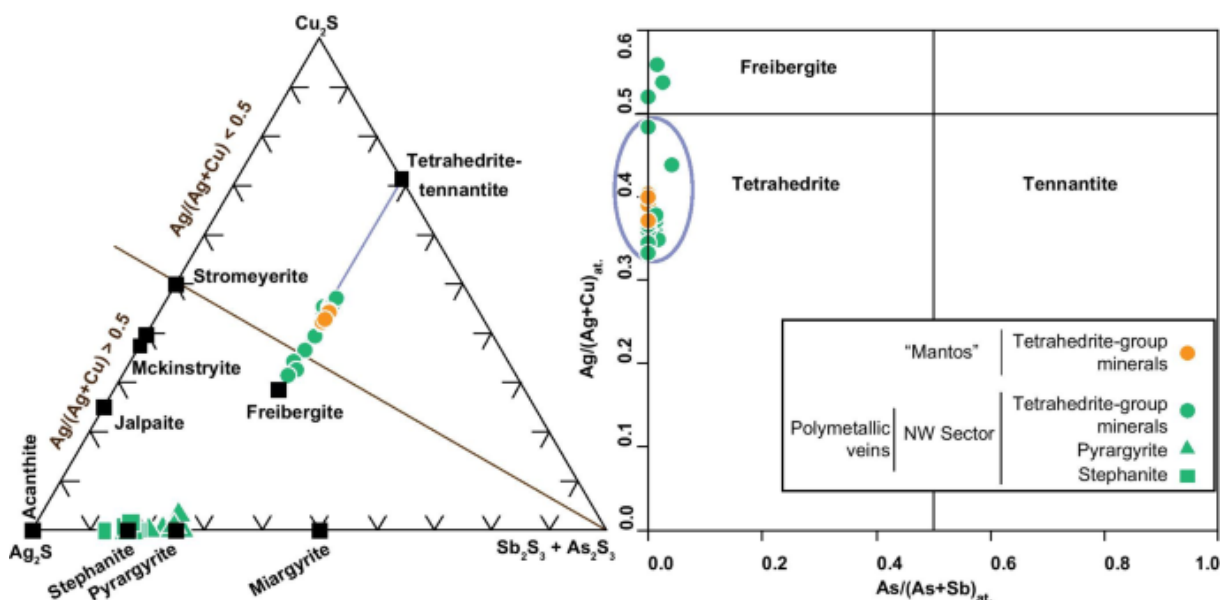 Cu2S
Ag/(Ag+Cu) < 0.5
Tetrahedrite-
tennantite
Stromeyerite
Ag/(Ag+Cu) > 0.5
Mckinstryite
Jalpaite
Freibergite
Acanthite
Ag2S
Stephanite
Pyrargyrite
Miargyrite
Sb2S3 + As2S3
Ag/(Ag+Cu)at.
0.6
0.5
0.4
0.3
0.2
0.1
0.0
Freibergite
Tetrahedrite
Tennantite
"Mantos"
Tetrahedrite-group
minerals
Polymetallic
veins
NW Sector
Tetrahedrite-group
minerals
Pyrargyrite
Stephanite
0.0 0.2 0.4 0.6 0.8 1.0
As/(As+Sb)at.